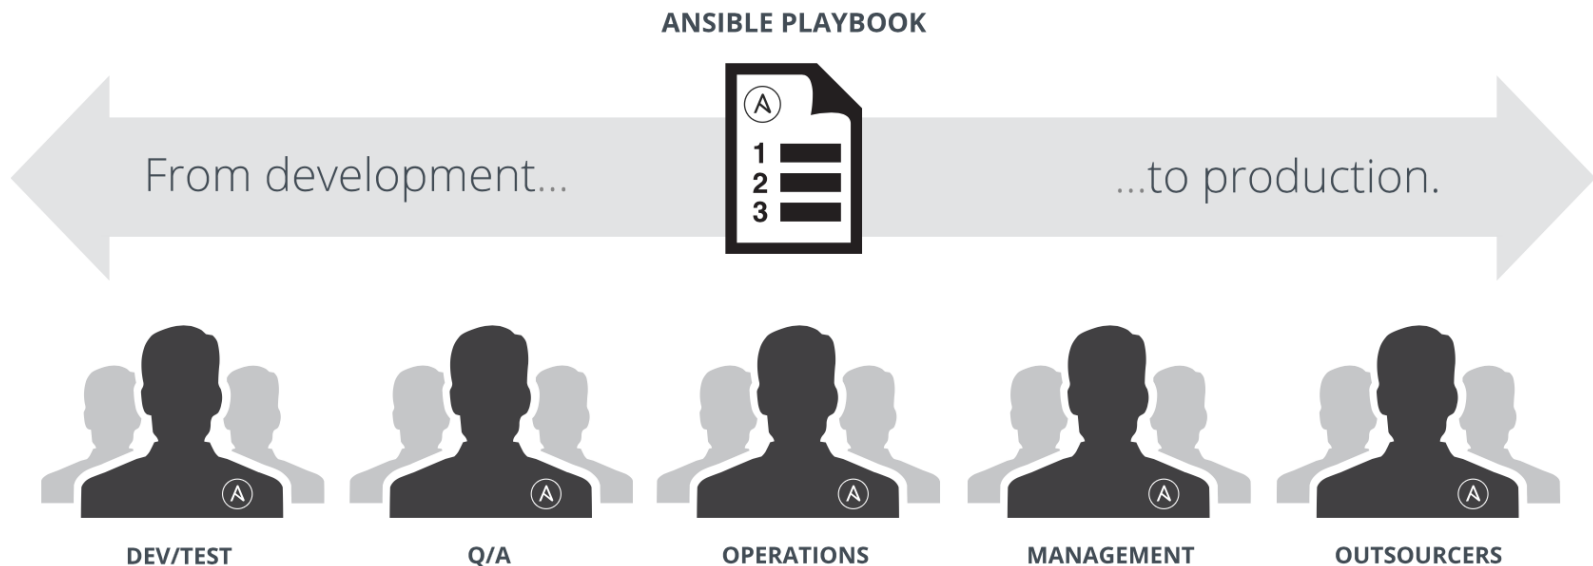 ANSIBLE PLAYBOOK
From development...
...to production.
1
2
3
DEV/TEST
Q/A
OPERATIONS
MANAGEMENT
OUTSOURCERS